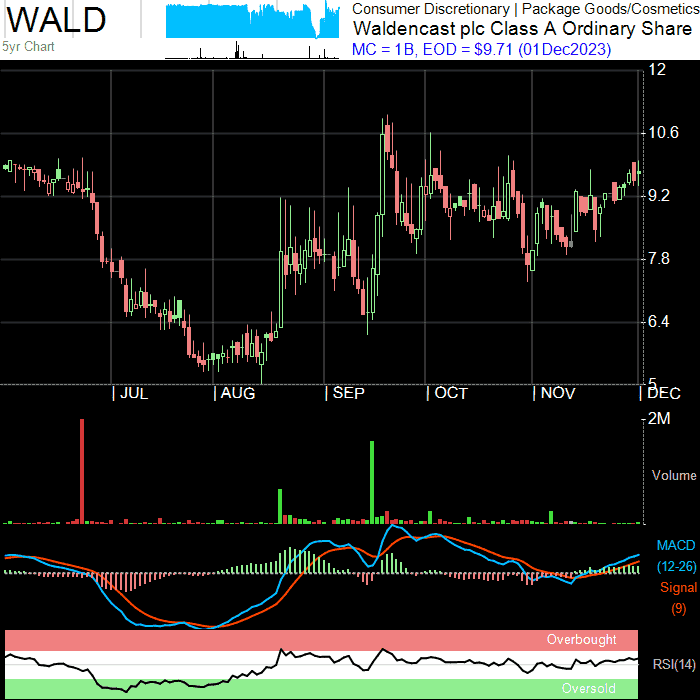 WALD
5yr Chart
Consumer Discretionary | Package Goods/Cosmetics
Waldencast plc Class A Ordinary Share
MC = 1B, EOD = $9.71 (01Dec2023)
12
10.6
9.2
7.8
6.4
5
JUL AUG SEP OCT NOV DEC
2M
Volume
MACD
(12-26)
Signal
(9)
Overbought
RSI(14)
Oversold